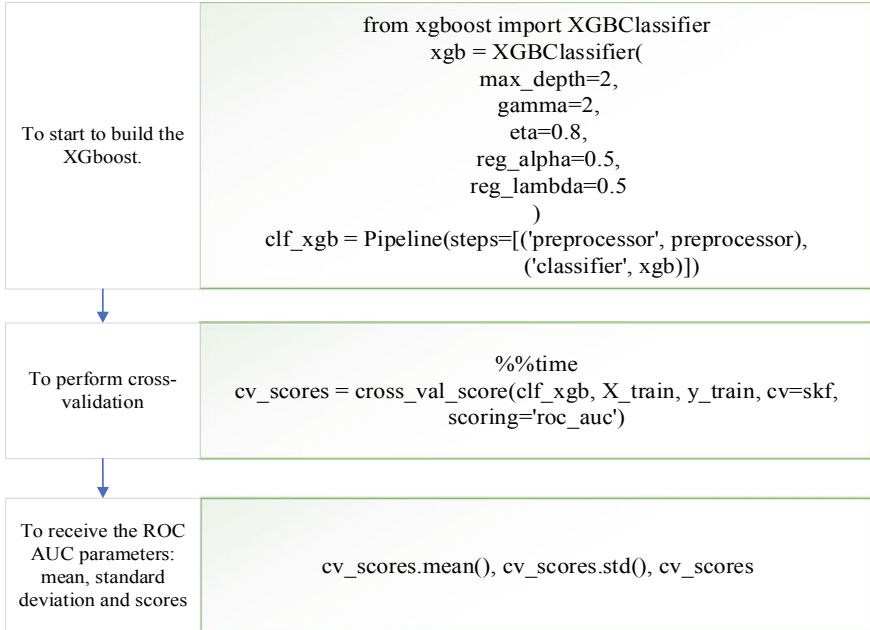 To start to build the
XGboost.
from xgboost import XGBClassifier
xgb = XGBClassifier(
max_depth=2,
gamma=2,
eta=0.8,
reg_alpha=0.5,
reg_lambda=0.5
)
clf_xgb = Pipeline(steps=[('preprocessor', preprocessor),
('classifier', xgb)])
To perform cross-
validation
%%time
cv_scores = cross_val_score(clf_xgb, X_train, y_train, cv=skf,
scoring='roc_auc')
To receive the ROC
AUC parameters:
mean, standard
deviation and scores
cv_scores.mean(), cv_scores.std(), cv_scores